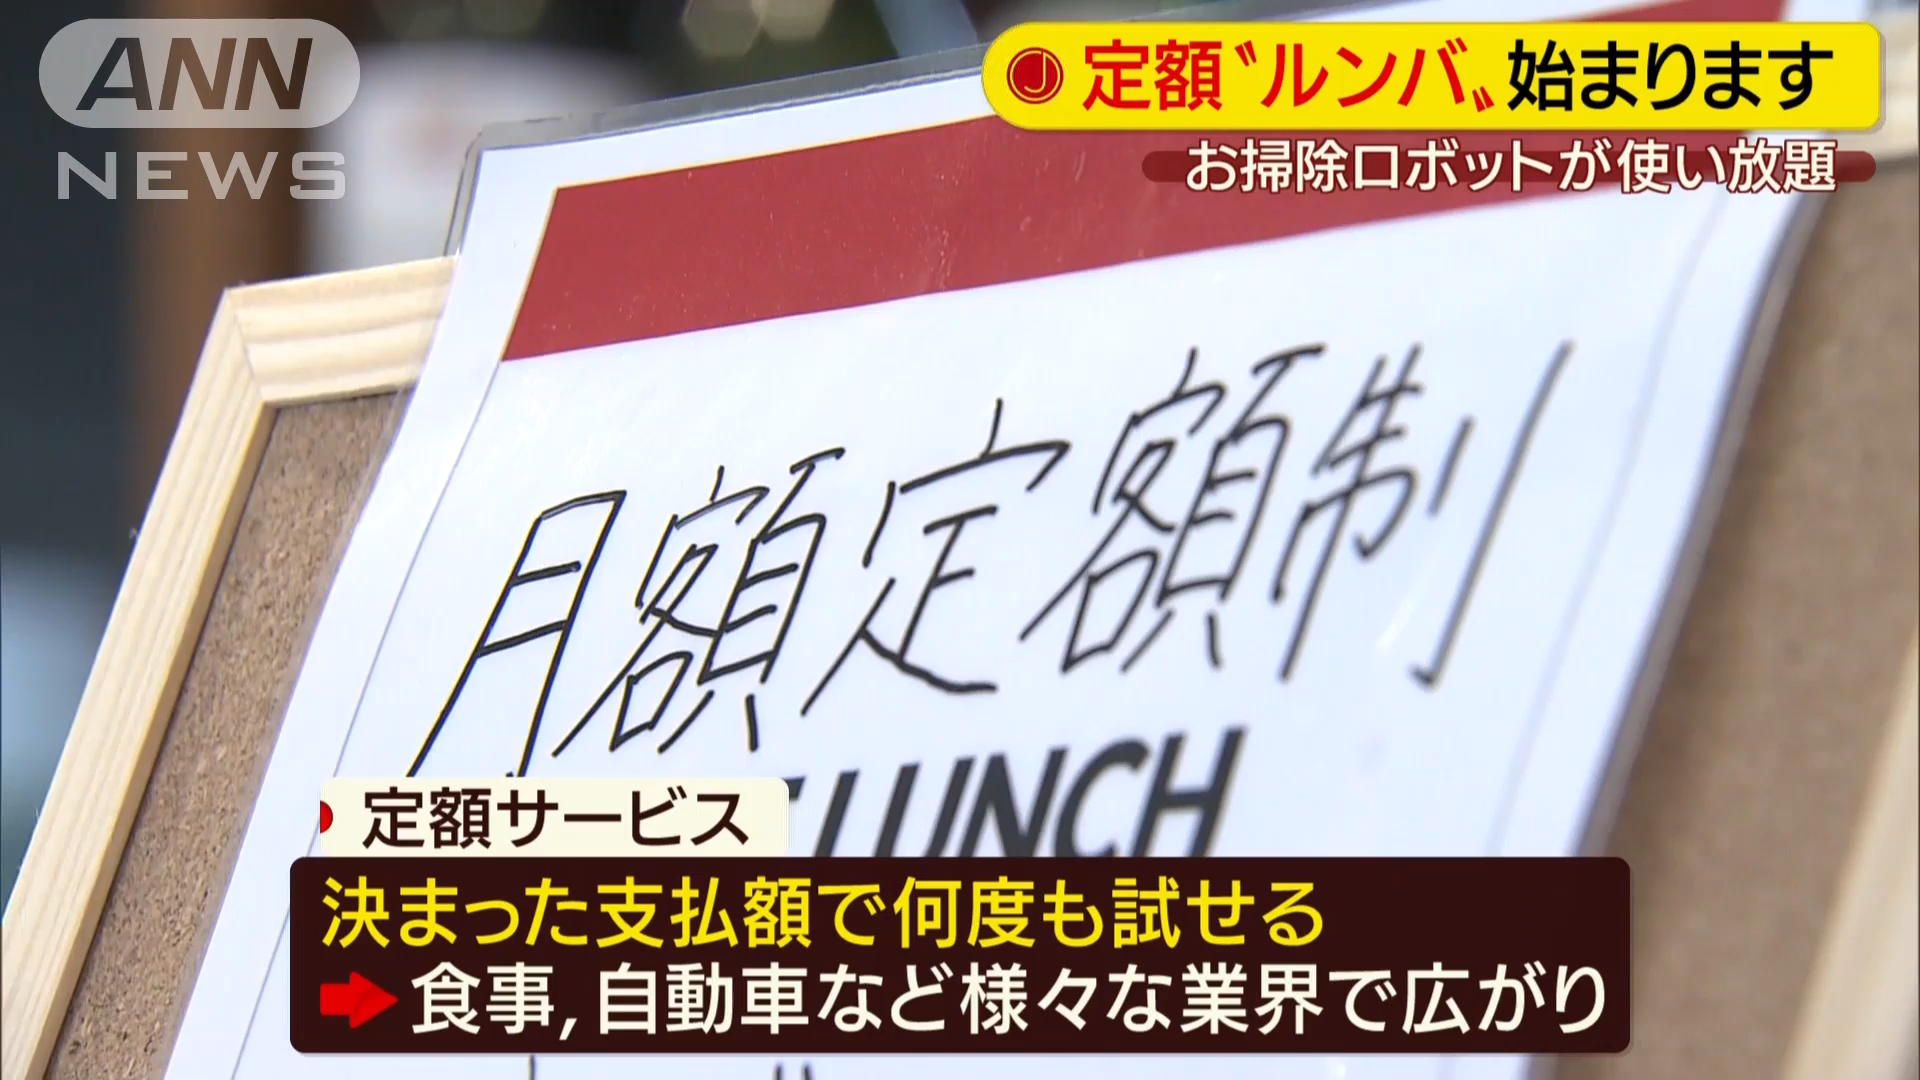 ANN
NEWS
定額〝ルンバ〟始まります
お掃除ロボットが使い放題
月額定額制
LUNCH
定額サービス
決まった支払額で何度も試せる
食事,自動車など様々な業界で広がり